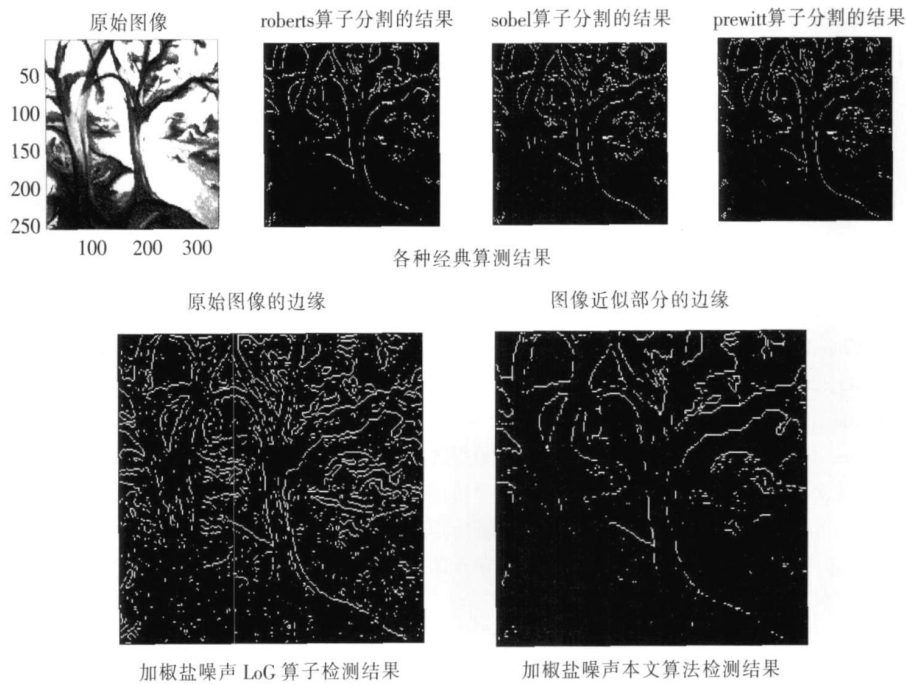 原始图像
roberts算子分割的结果
sobel算子分割的结果
prewitt算子分割的结果
50
100
150
200
250
100 200 300
各种经典算测结果
原始图像的边缘
图像近似部分的边缘
加椒盐噪声 LoG 算子检测结果
加椒盐噪声本文算法检测结果